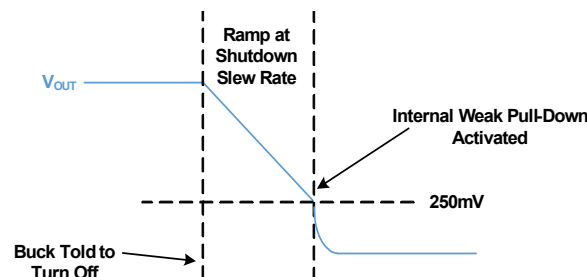 Ramp at
Shutdown
Slew Rate
VOUT
Internal Weak Pull-Down
Activated
250mV
Buck Told to
Turn Off